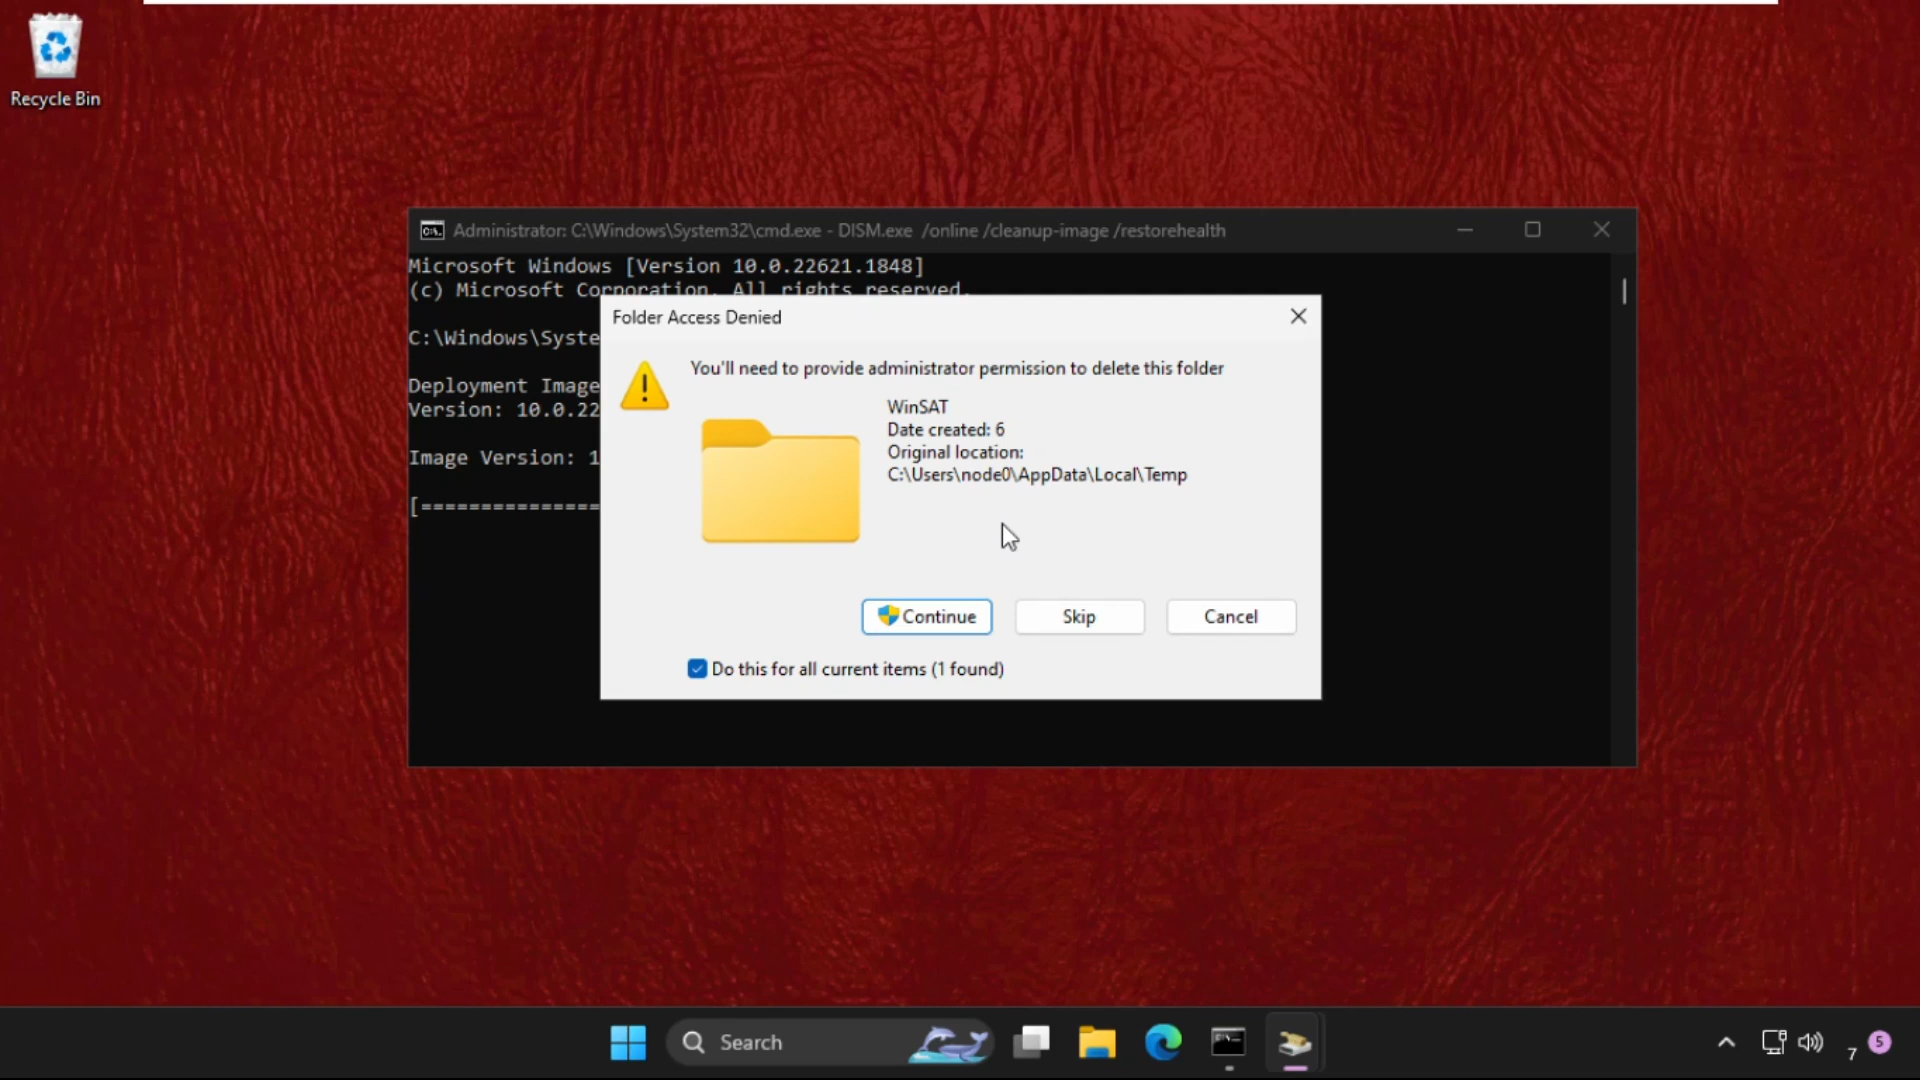 Recycle Bin
Administrator: C:\Windows\System32\cmd.exe - DISM.exe /online /cleanup-image /restorehealth
Microsoft Windows [Version 10.0.22621.1848]
(c) Microsoft Corporation. All rights reserved.
C:\Windows\Syste
Deployment Image
Version: 10.0.22
Image Version: 1
[===============
Folder Access Denied
You'll need to provide administrator permission to delete this folder
WinSAT
Date created: 6
Original location:
C:\Users\node0\AppData\Local\Temp
Continue
Skip
Cancel
Do this for all current items (1 found)
Search
7
5